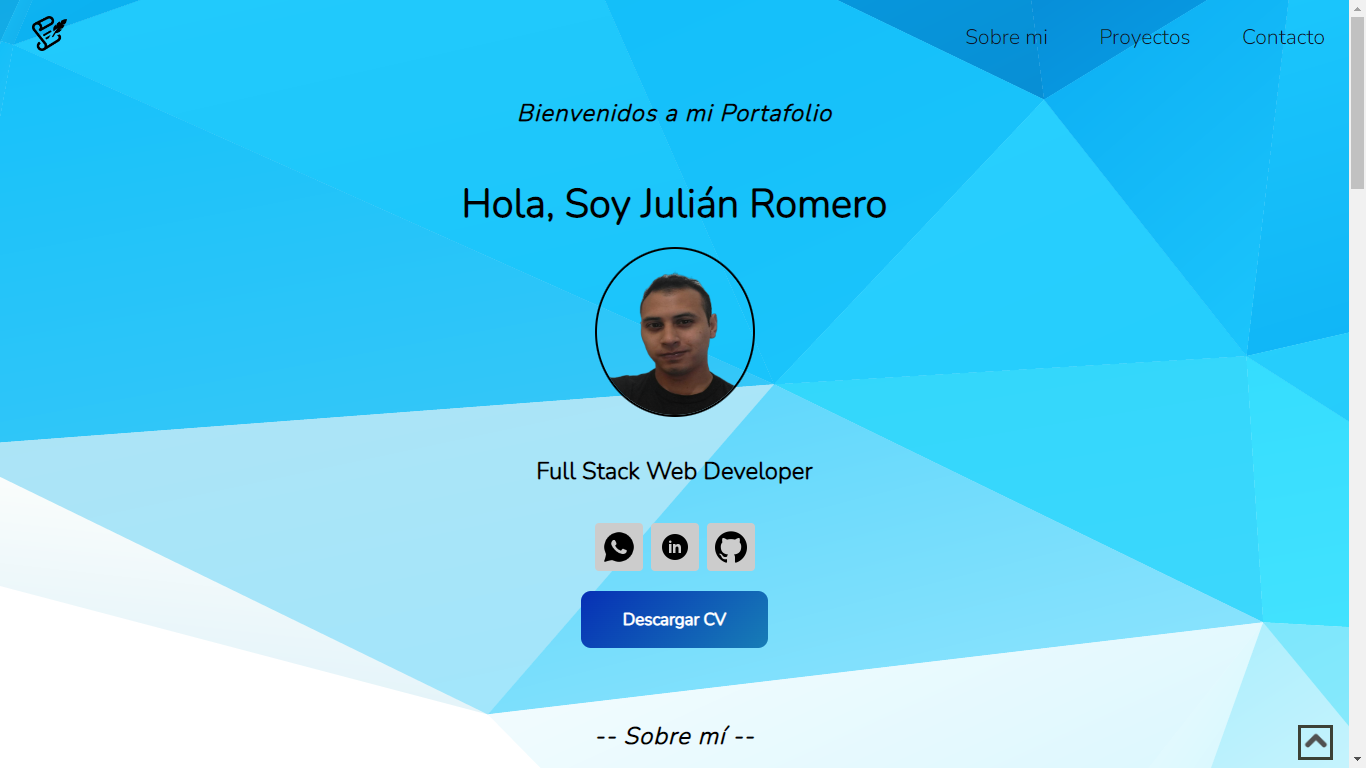 Sobre mi
Proyectos
Contacto
Bienvenidos a mi Portafolio
Hola, Soy Julián Romero
Full Stack Web Developer
in
Descargar CV
-- Sobre mí --